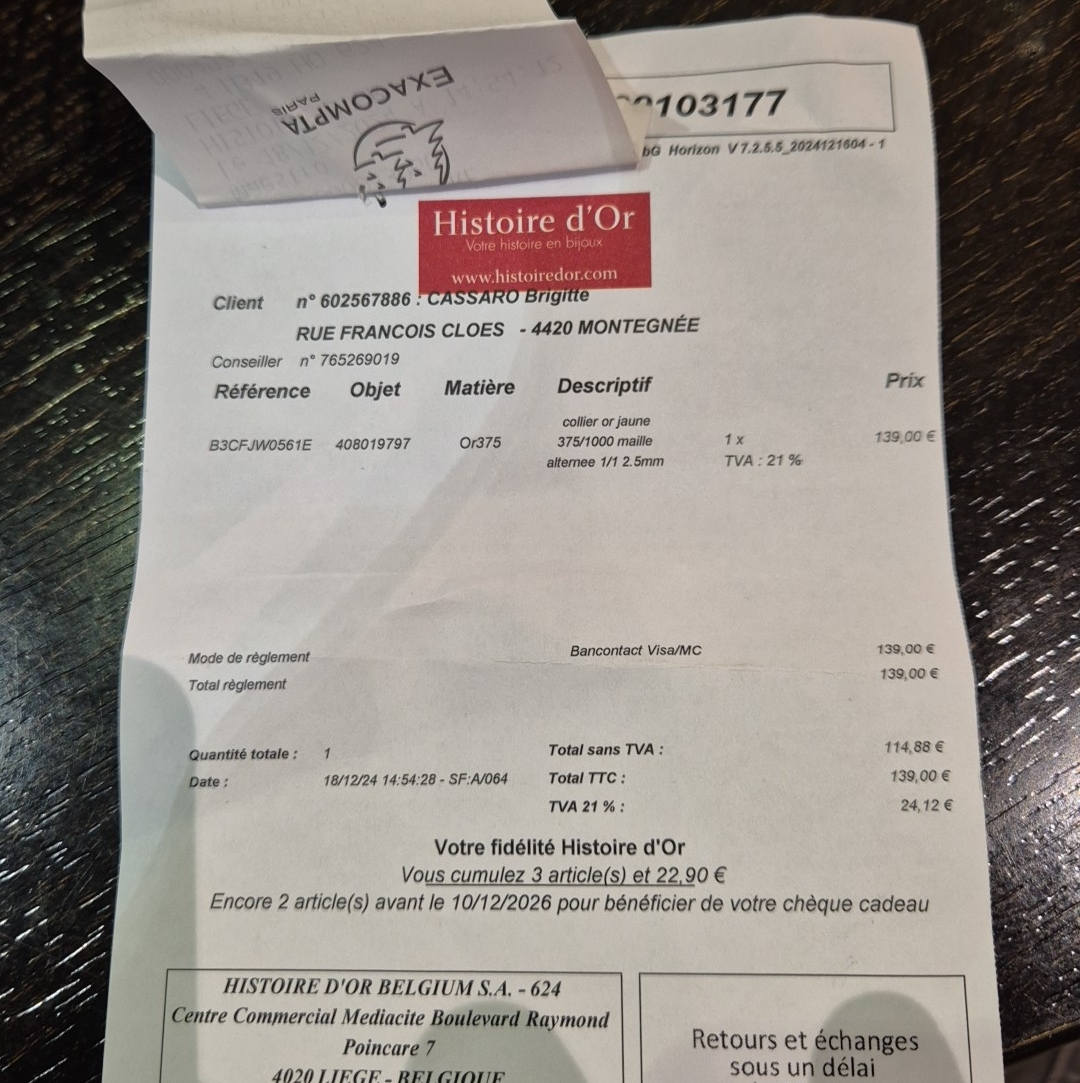 EXACOMPTA
PARIS
0103177
bG Horizon V 7.2.5.5_2024121604 - 1
Histoire d'Or
Votre histoire en bijoux
www.histoiredor.com
Client n° 602567886 : CASSARO Brigitte
RUE FRANCOIS CLOES - 4420 MONTEGNÉE
Conseiller n° 765269019
Référence Objet Matière Descriptif Prix
collier or jaune
B3CFJW0561E 408019797 Or375 375/1000 maille 1 x 139,00 €
alternee 1/1 2.5mm TVA : 21 %
Mode de règlement Bancontact Visa/MC 139,00 €
Total règlement 139,00 €
Quantité totale : 1 Total sans TVA : 114,88 €
Date : 18/12/24 14:54:28 - SF:A/064 Total TTC : 139,00 €
TVA 21 % : 24,12 €
Votre fidélité Histoire d'Or
Vous cumulez 3 article(s) et 22,90 €
Encore 2 article(s) avant le 10/12/2026 pour bénéficier de votre chèque cadeau
HISTOIRE D'OR BELGIUM S.A. - 624
Centre Commercial Mediacite Boulevard Raymond
Poincare 7
4020 LIEGE - BELGIQUE
Retours et échanges
sous un délai